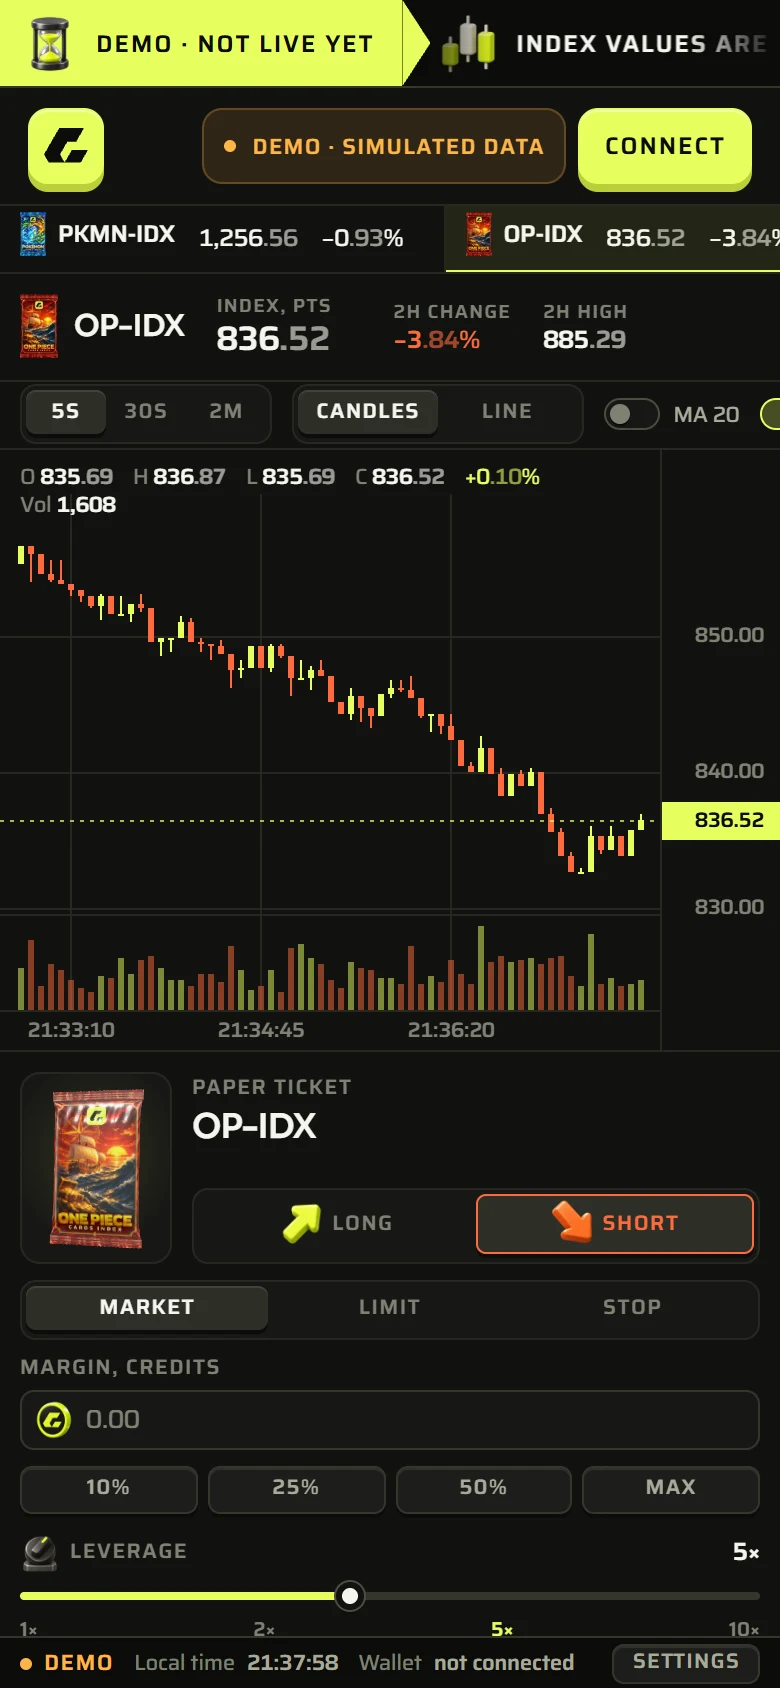 DEMO · NOT LIVE YET
INDEX VALUES ARE
DEMO · SIMULATED DATA
CONNECT
PKMN-IDX 1,256.56 −0.93%
OP-IDX 836.52 −3.84%
OP-IDX
INDEX, PTS
836.52
2H CHANGE
−3.84%
2H HIGH
885.29
5S 30S 2M
CANDLES LINE
MA 20
O 835.69 H 836.87 L 835.69 C 836.52 +0.10%
Vol 1,608
850.00
840.00
836.52
830.00
21:33:10 21:34:45 21:36:20
PAPER TICKET
OP-IDX
ONE PIECE
CARDS INDEX
LONG
SHORT
MARKET LIMIT STOP
MARGIN, CREDITS
0.00
10% 25% 50% MAX
LEVERAGE 5×
1× 2× 5× 10×
DEMO Local time 21:37:58 Wallet not connected SETTINGS